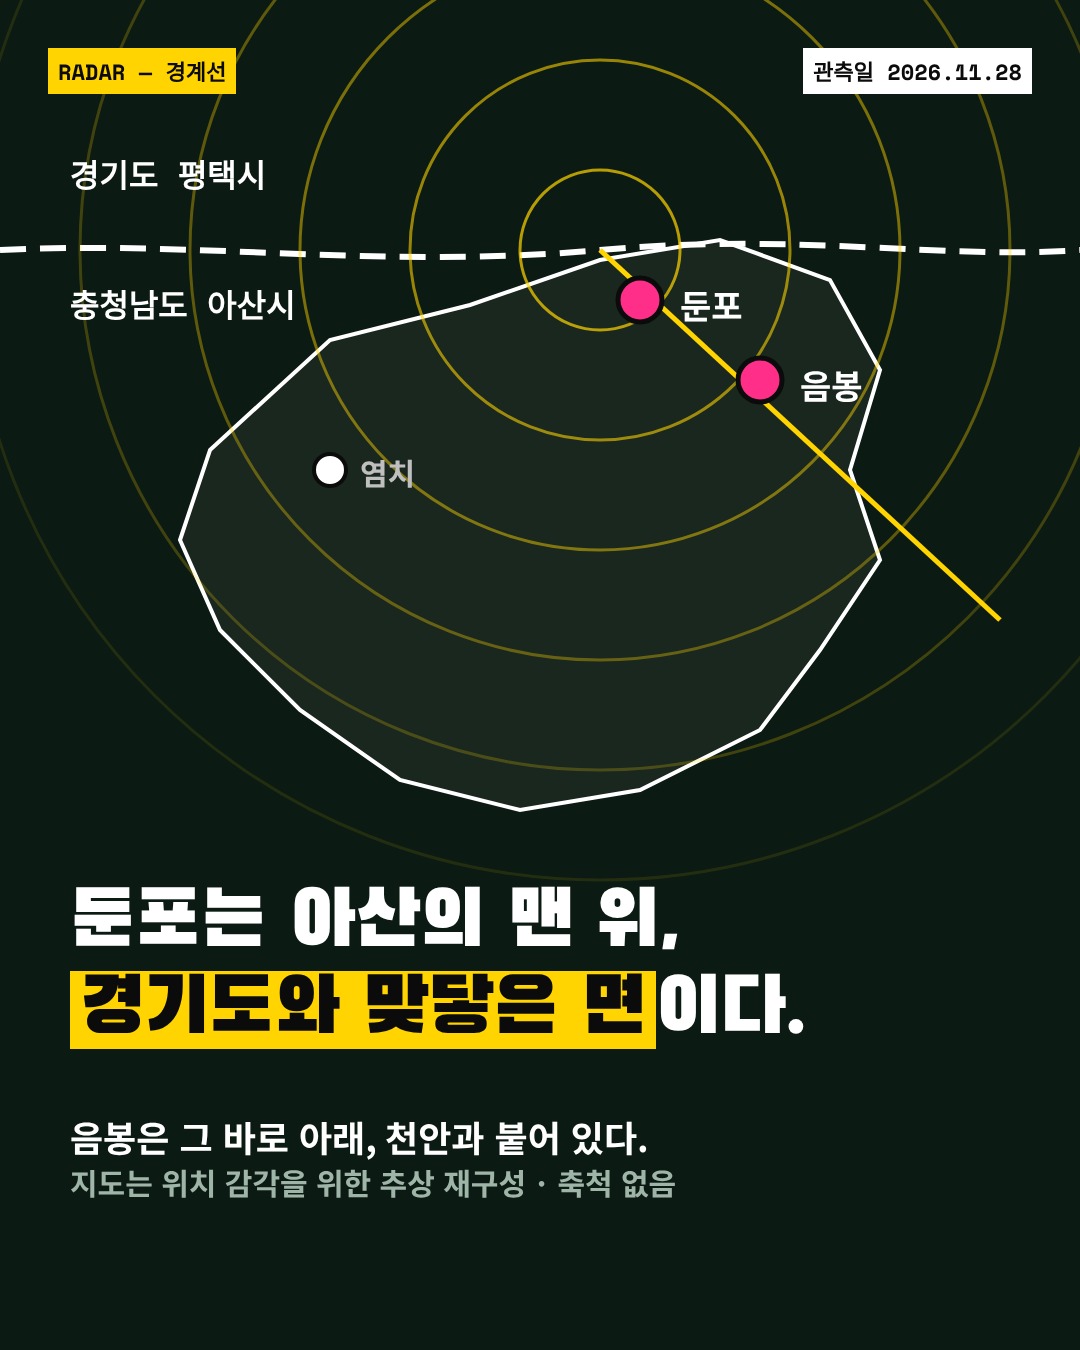 RADAR — 경계선
관측일 2026.11.28
경기도 평택시
충청남도 아산시
둔포
음봉
염치
둔포는 아산의 맨 위,
경기도와 맞닿은 면이다.
음봉은 그 바로 아래, 천안과 붙어 있다.
지도는 위치 감각을 위한 추상 재구성 · 축척 없음